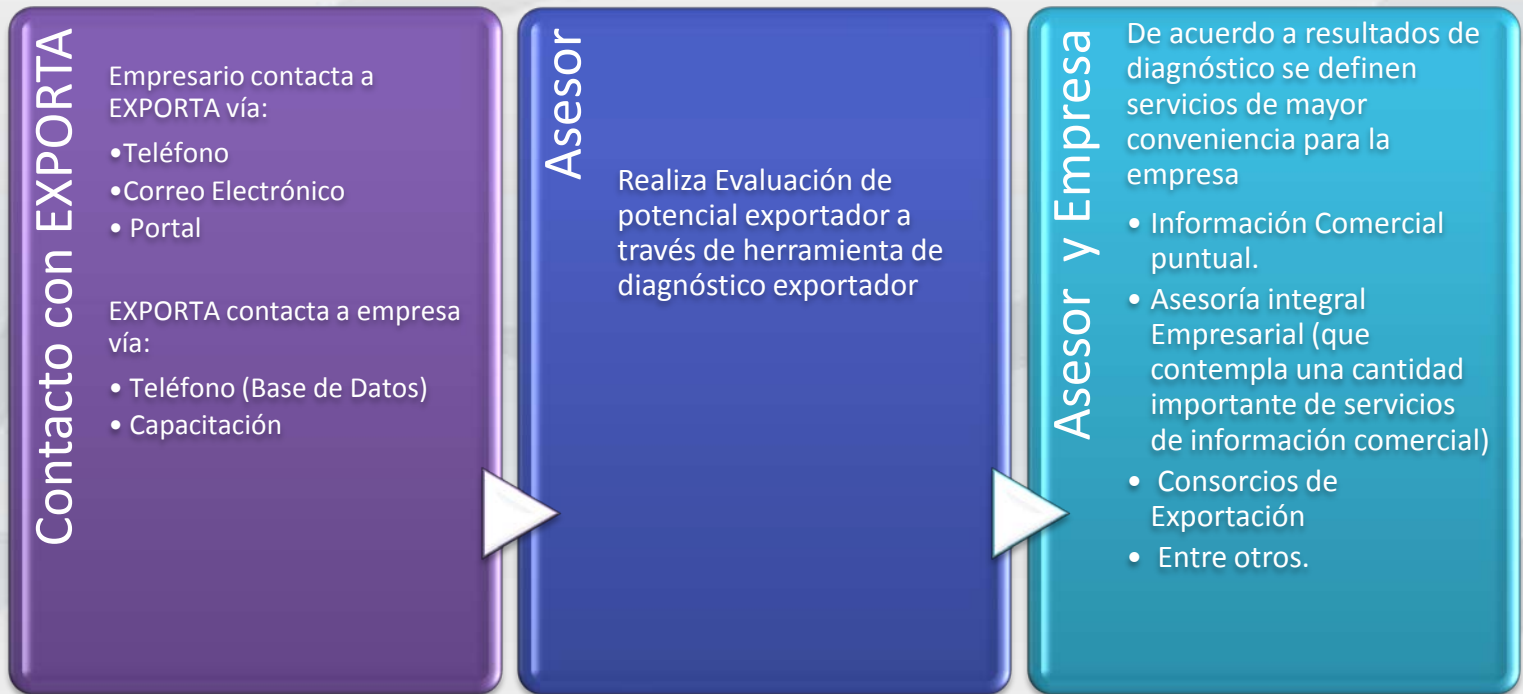 Contacto con EXPORTA
Empresario contacta a
EXPORTA vía:
•Teléfono
•Correo Electrónico
• Portal
EXPORTA contacta a empresa
vía:
• Teléfono (Base de Datos)
• Capacitación
Asesor
Realiza Evaluación de
potencial exportador a
través de herramienta de
diagnóstico exportador
Asesor y Empresa
De acuerdo a resultados de
diagnóstico se definen
servicios de mayor
conveniencia para la
empresa
• Información Comercial
puntual.
• Asesoría integral
Empresarial (que
contempla una cantidad
importante de servicios
de información comercial)
• Consorcios de
Exportación
• Entre otros.